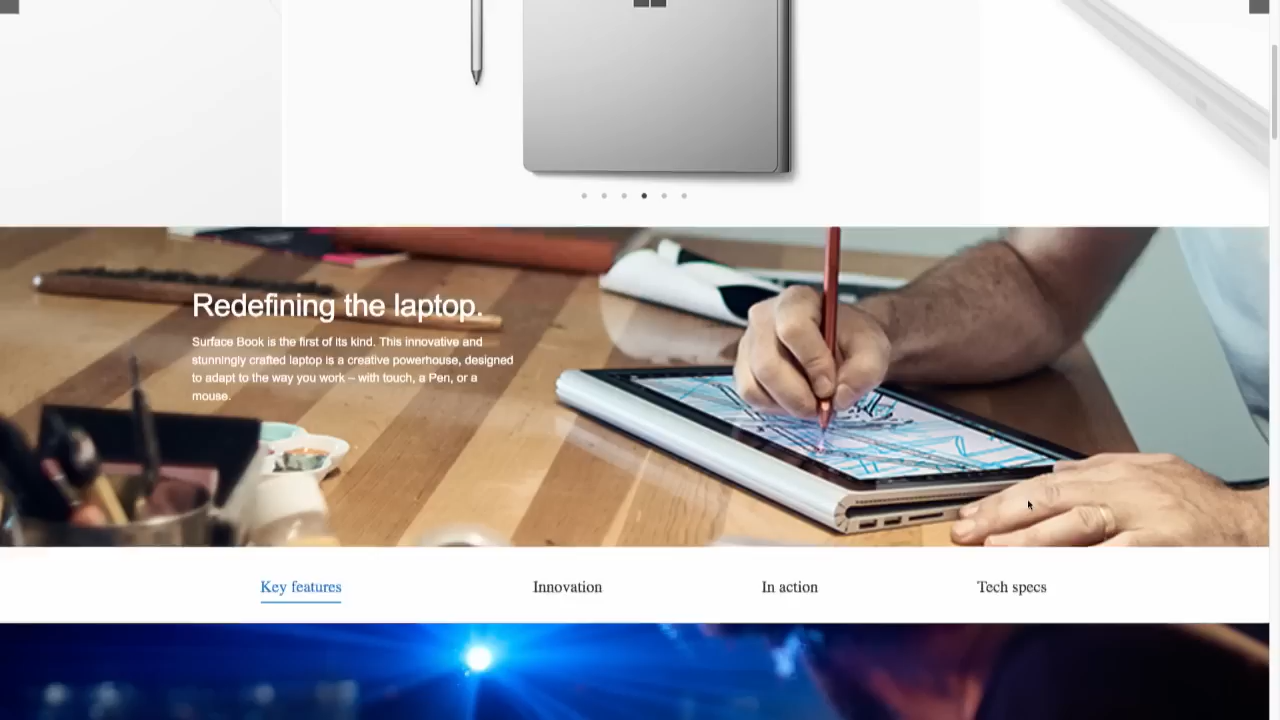 Redefining the laptop.
Surface Book is the first of its kind. This innovative and
stunningly crafted laptop is a creative powerhouse, designed
to adapt to the way you work – with touch, a Pen, or a
mouse.
Key features
Innovation
In action
Tech specs